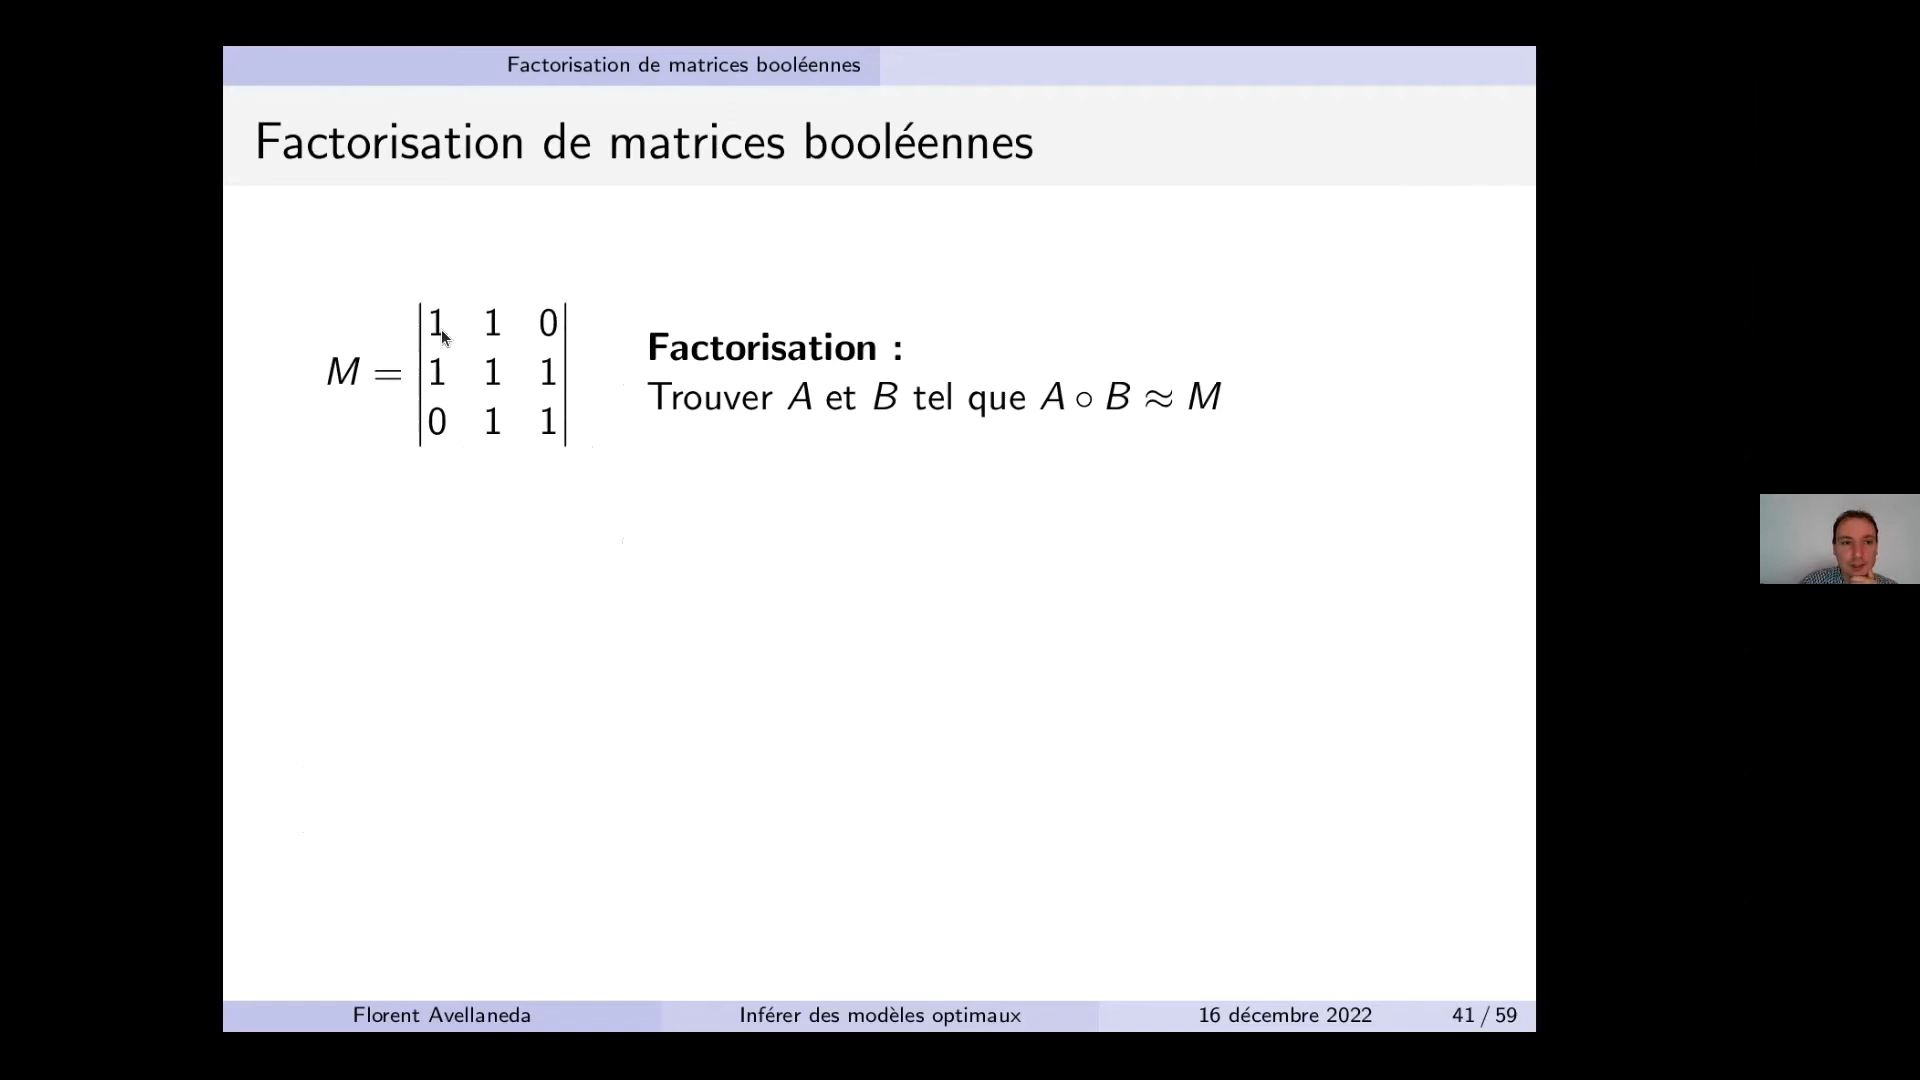 Factorisation de matrices booléennes
Factorisation de matrices booléennes
1 1 0
M = 1 1 1
0 1 1
Factorisation :
Trouver A et B tel que A ∘ B ≈ M
Florent Avellaneda Inférer des modèles optimaux 16 décembre 2022 41 / 59